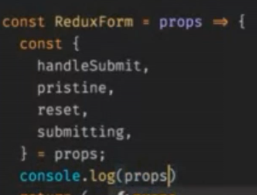 const ReduxForm = props => {
const {
handleSubmit,
pristine,
reset,
submitting,
} = props;
console.log(props)